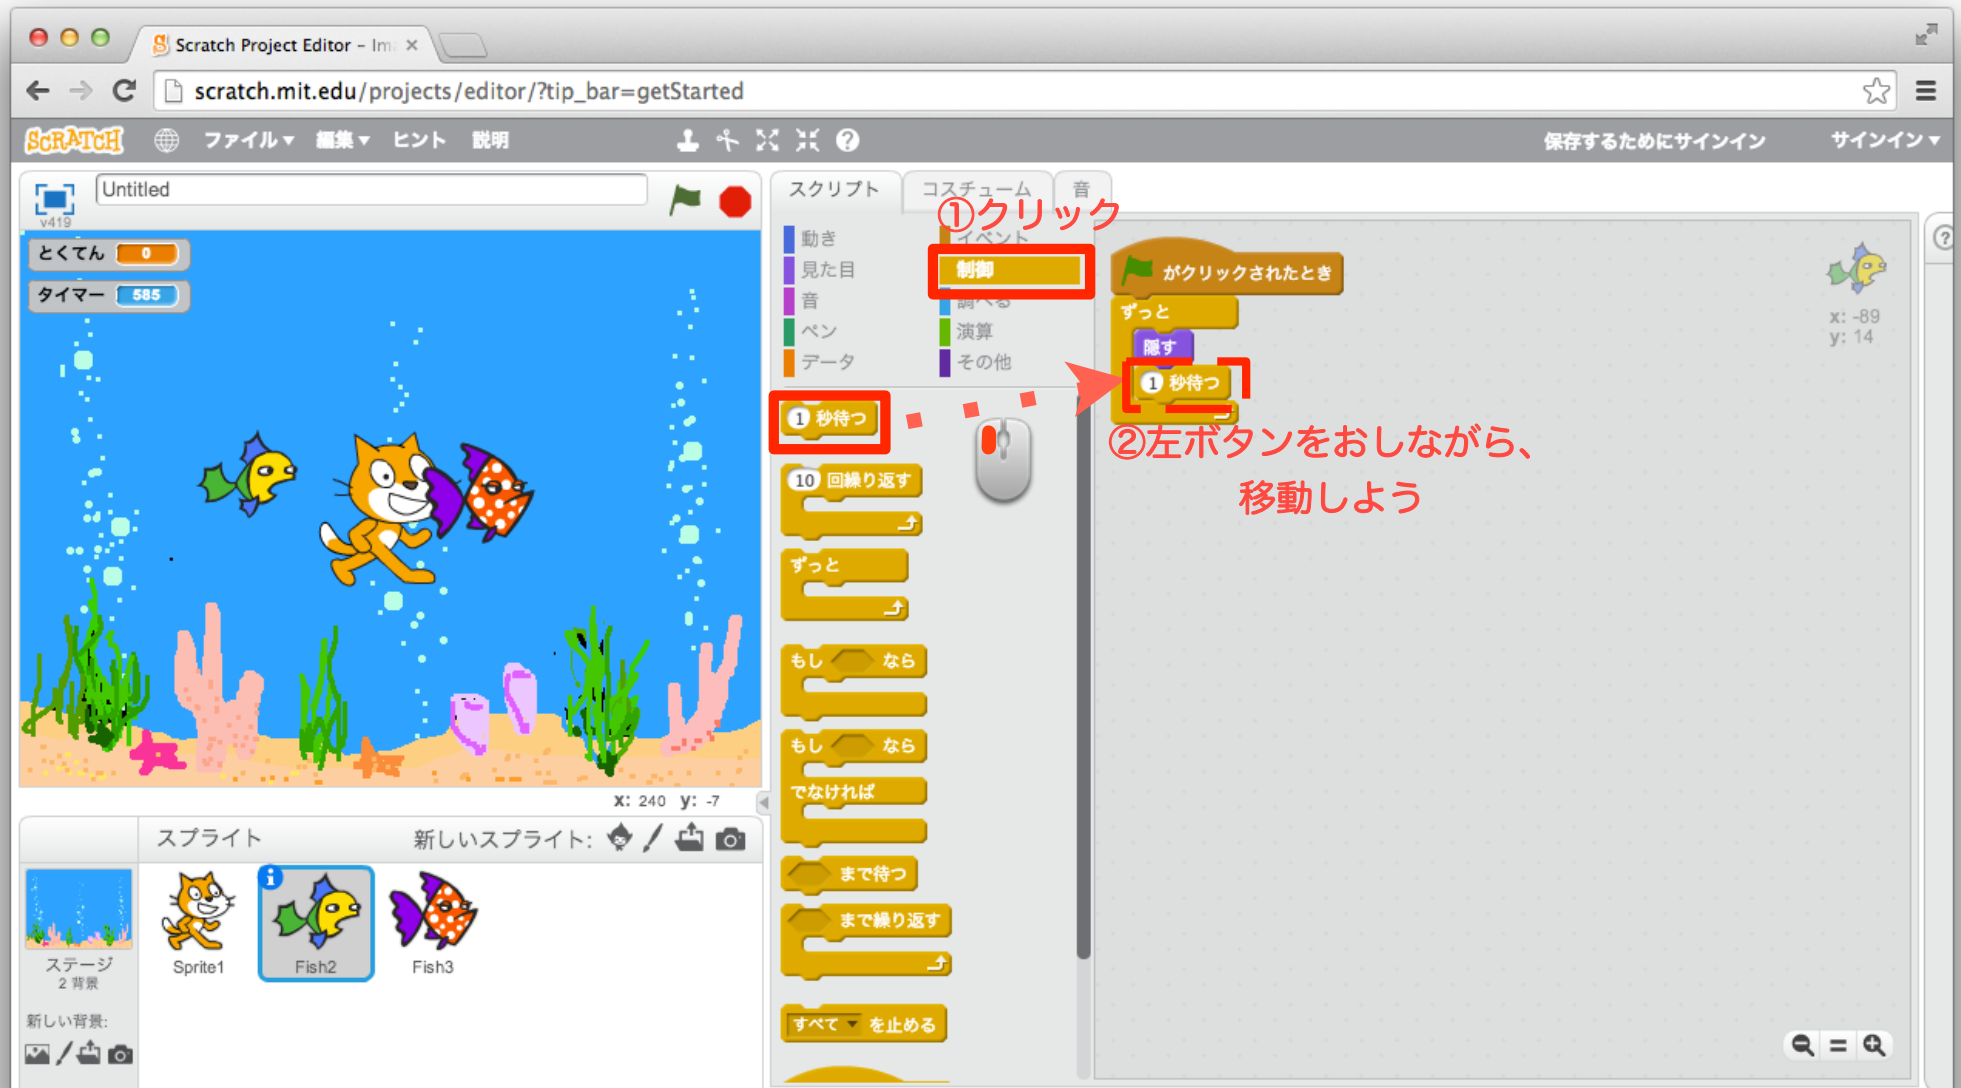 Scratch Project Editor – Im
scratch.mit.edu/projects/editor/?tip_bar=getStarted
SCRATCH ファイル▼ 編集▼ ヒント 説明 保存するためにサインイン サインイン▼
Untitled
v419
とくてん 0
タイマー 585
x: 240 y: -7
スプライト 新しいスプライト:
Sprite1
Fish2
Fish3
ステージ
2 背景
新しい背景:
スクリプト コスチューム 音
①クリック
動き イベント
見た目 制御
音 調べる
ペン 演算
データ その他
1 秒待つ
10 回繰り返す
ずっと
もし なら
もし なら
でなければ
まで待つ
まで繰り返す
すべて▼ を止める
がクリックされたとき
ずっと
隠す
1 秒待つ
②左ボタンをおしながら、
移動しよう
x: -89
y: 14